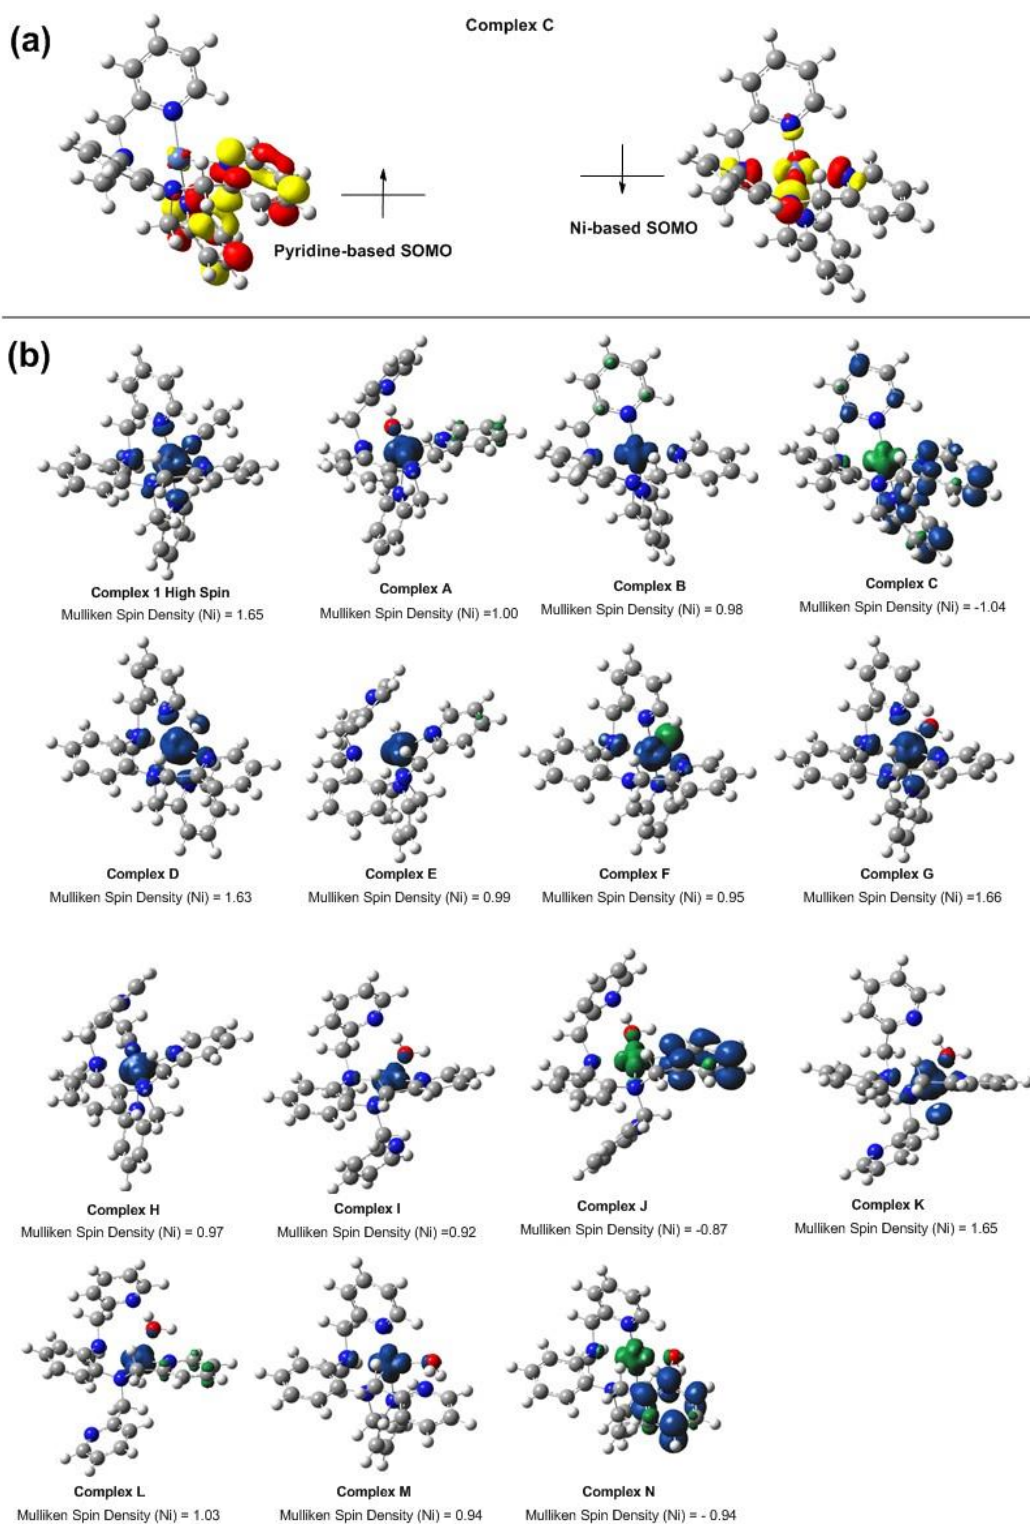 (a)
Complex C
Pyridine-based SOMO
Ni-based SOMO
(b)
Complex 1 High Spin
Mulliken Spin Density (Ni) = 1.65
Complex A
Mulliken Spin Density (Ni) =1.00
Complex B
Mulliken Spin Density (Ni) = 0.98
Complex C
Mulliken Spin Density (Ni) = -1.04
Complex D
Mulliken Spin Density (Ni) = 1.63
Complex E
Mulliken Spin Density (Ni) = 0.99
Complex F
Mulliken Spin Density (Ni) = 0.95
Complex G
Mulliken Spin Density (Ni) =1.66
Complex H
Mulliken Spin Density (Ni) = 0.97
Complex I
Mulliken Spin Density (Ni) =0.92
Complex J
Mulliken Spin Density (Ni) = -0.87
Complex K
Mulliken Spin Density (Ni) = 1.65
Complex L
Mulliken Spin Density (Ni) = 1.03
Complex M
Mulliken Spin Density (Ni) = 0.94
Complex N
Mulliken Spin Density (Ni) = - 0.94